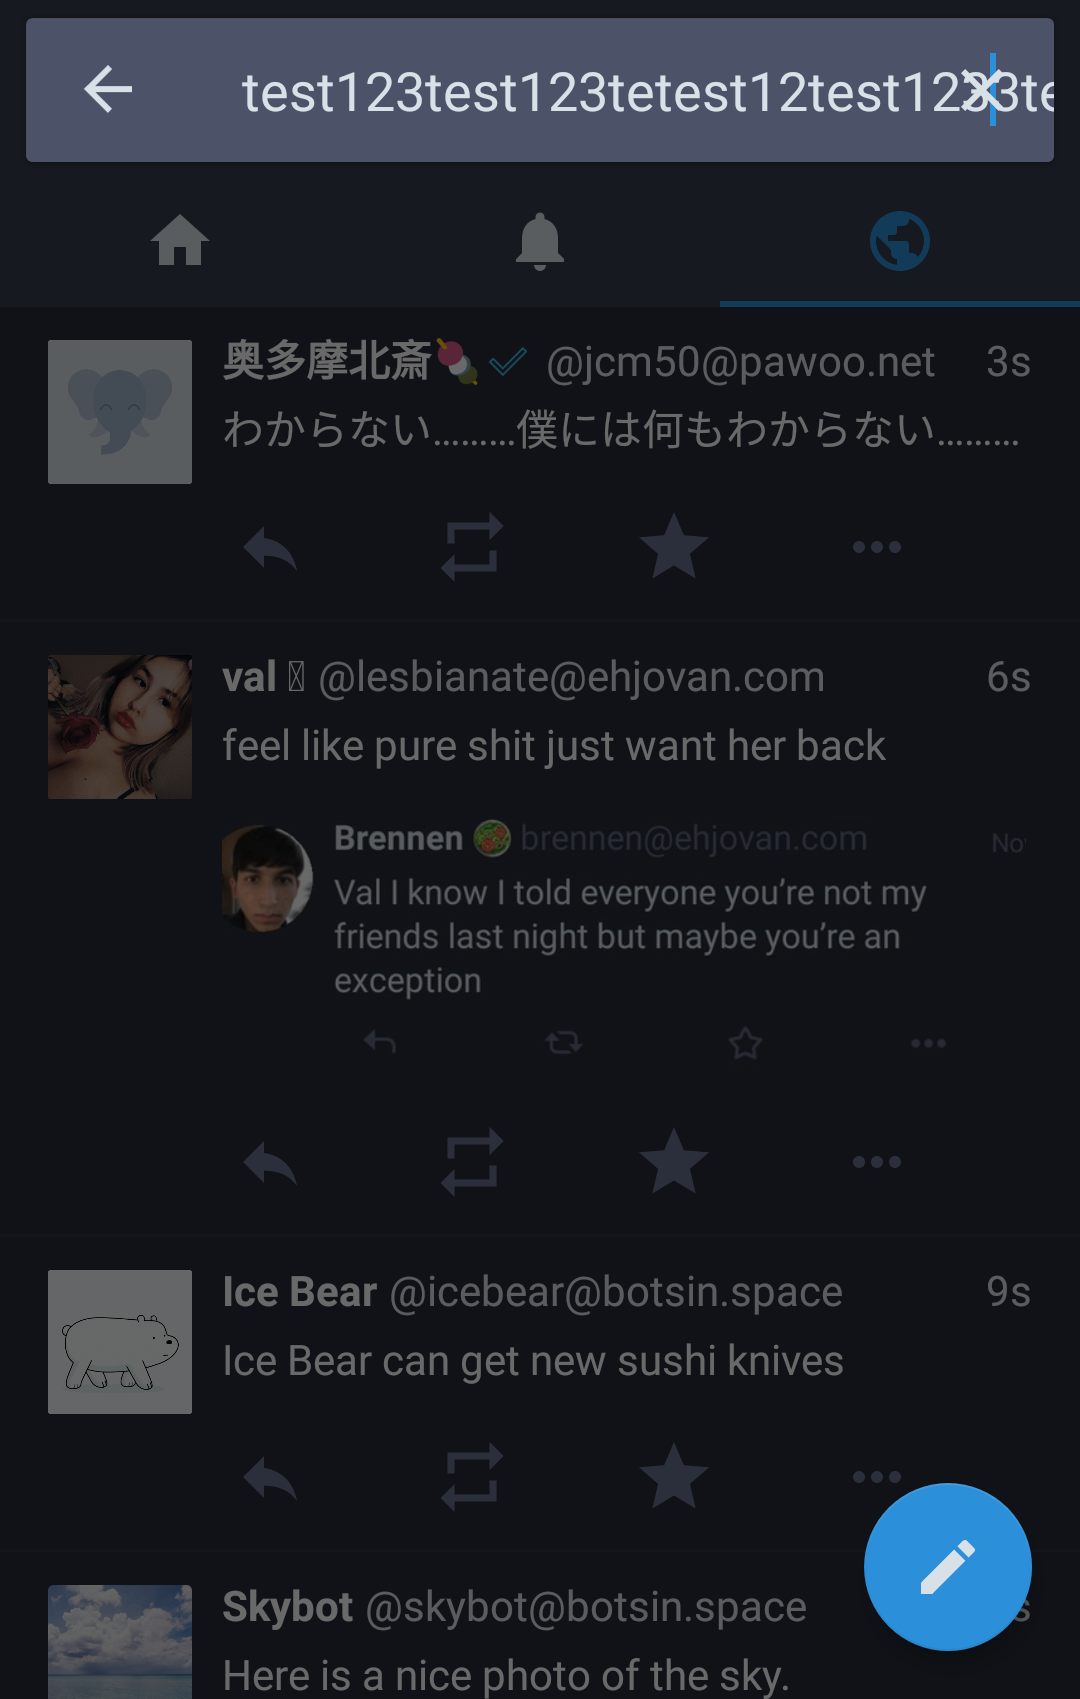 test123test123tetest12test123te
奥多摩北斎🍡 @jcm50@pawoo.net 3s
わからない………僕には何もわからない………
val @lesbianate@ehjovan.com 6s
feel like pure shit just want her back
Brennen 🥗 brennen@ehjovan.com
Val I know I told everyone you’re not my
friends last night but maybe you’re an
exception
Ice Bear @icebear@botsin.space 9s
Ice Bear can get new sushi knives
Skybot @skybot@botsin.space
Here is a nice photo of the sky.